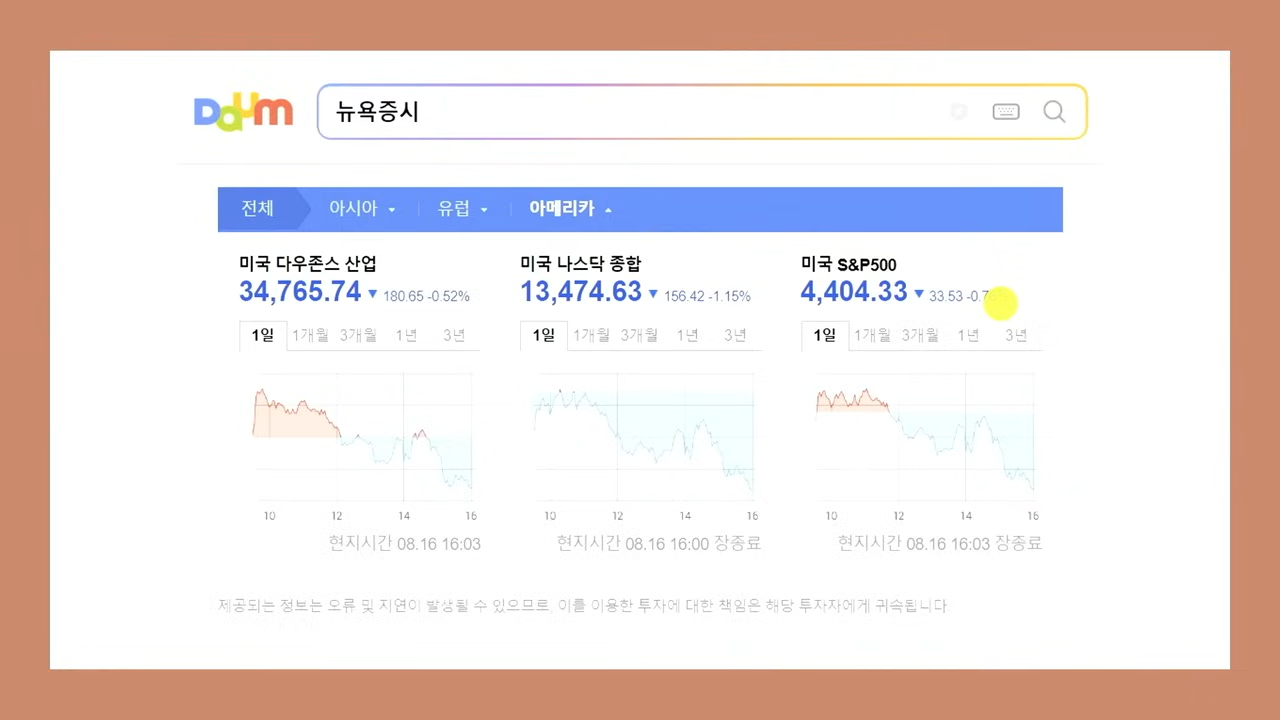 Daum 뉴욕증시
전체 아시아 유럽 아메리카
미국 다우존스 산업
34,765.74 ▼ 180.65 -0.52%
1일 1개월 3개월 1년 3년
10 12 14 16
현지시간 08.16 16:03
미국 나스닥 종합
13,474.63 ▼ 156.42 -1.15%
1일 1개월 3개월 1년 3년
10 12 14 16
현지시간 08.16 16:00 장종료
미국 S&P500
4,404.33 ▼ 33.53
1일 1개월 3개월 1년 3년
10 12 14 16
현지시간 08.16 16:03 장종료
제공되는 정보는 오류 및 지연이 발생될 수 있으므로, 이를 이용한 투자에 대한 책임은 해당 투자자에게 귀속됩니다